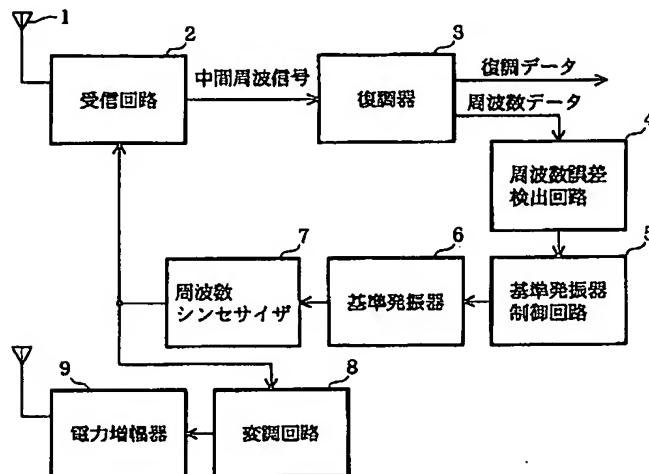 1
2
3
受信回路
中間周波信号
復調器
復調データ
周波数データ
4
周波数誤差
検出回路
7
6
5
周波数
シンセサイザ
基準発振器
基準発振器
制御回路
9
8
電力増幅器
変調回路